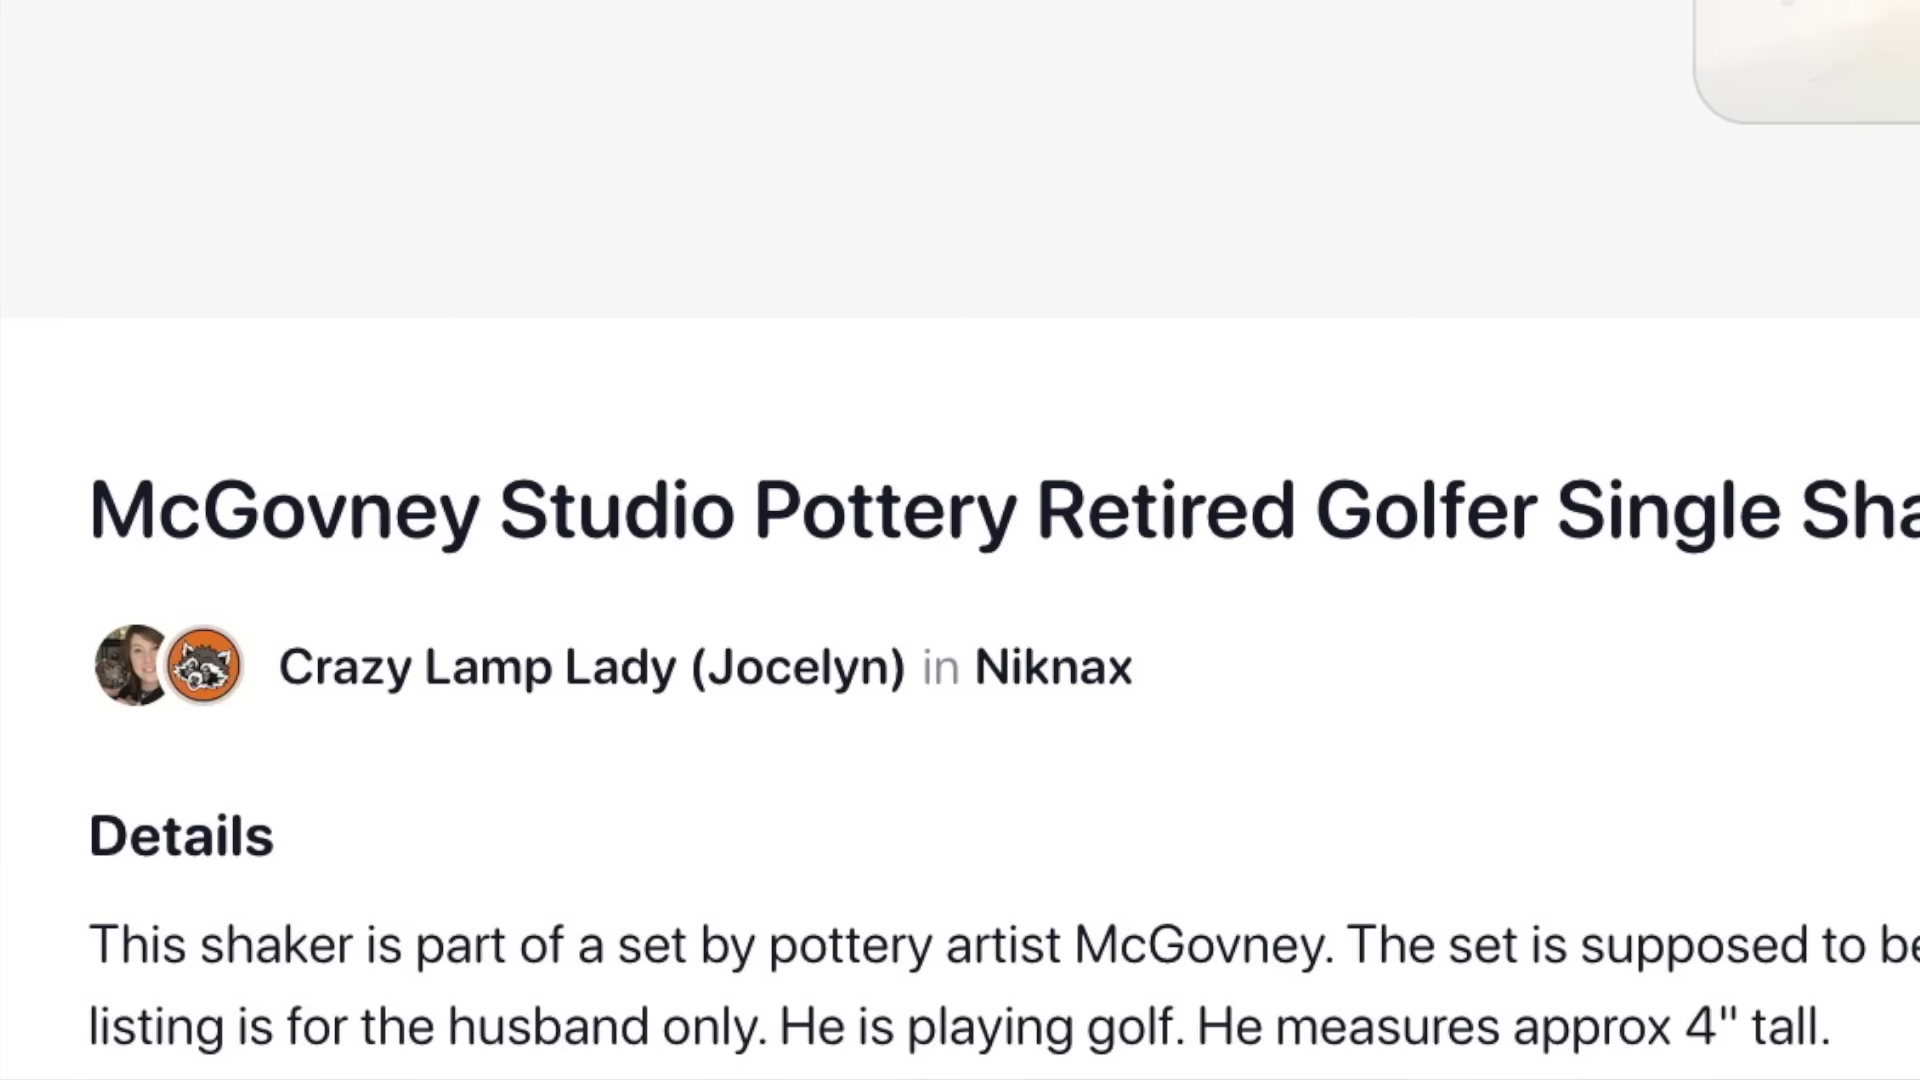 McGovney Studio Pottery Retired Golfer Single Sha
Crazy Lamp Lady (Jocelyn) in Niknax
Details
This shaker is part of a set by pottery artist McGovney. The set is supposed to be
listing is for the husband only. He is playing golf. He measures approx 4" tall.